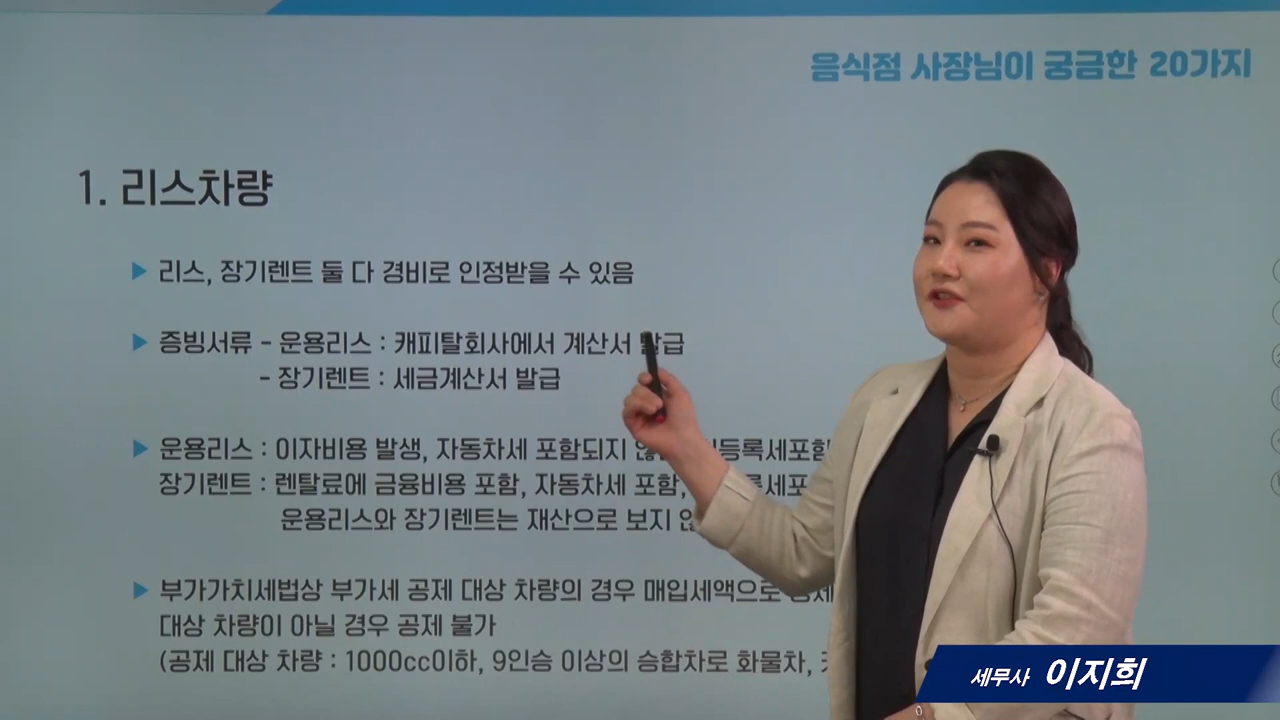 음식점 사장님이 궁금한 20가지
1. 리스차량
▶ 리스, 장기렌트 둘 다 경비로 인정받을 수 있음
▶ 증빙서류 - 운용리스 : 캐피탈회사에서 계산서 발급
- 장기렌트 : 세금계산서 발급
▶ 운용리스 : 이자비용 발생, 자동차세 포함되지
장기렌트 : 렌탈료에 금융비용 포함, 자동차세 포함,
운용리스와 장기렌트는 재산으로 보지
▶ 부가가치세법상 부가세 공제 대상 차량의 경우 매입세액으로
대상 차량이 아닐 경우 공제 불가
(공제 대상 차량 : 1000cc이하, 9인승 이상의 승합차로 화물차,
세무사 이지희